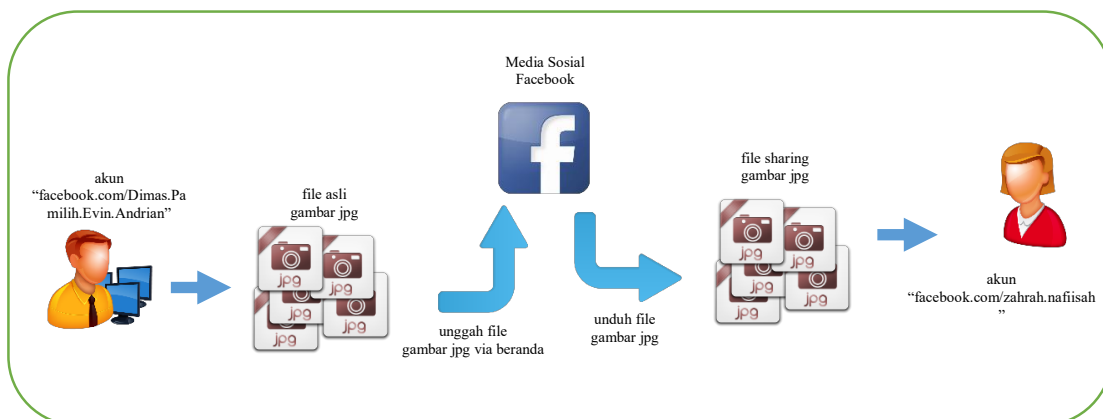 akun
“facebook.com/Dimas.Pa
milih.Evin.Andrian”
file asli
gambar jpg
jpg
jpg
jpg
jpg
jpg
unggah file
gambar jpg via beranda
Media Sosial
Facebook
f
unduh file
gambar jpg
file sharing
gambar jpg
jpg
jpg
jpg
jpg
jpg
akun
“facebook.com/zahrah.nafiisah
”